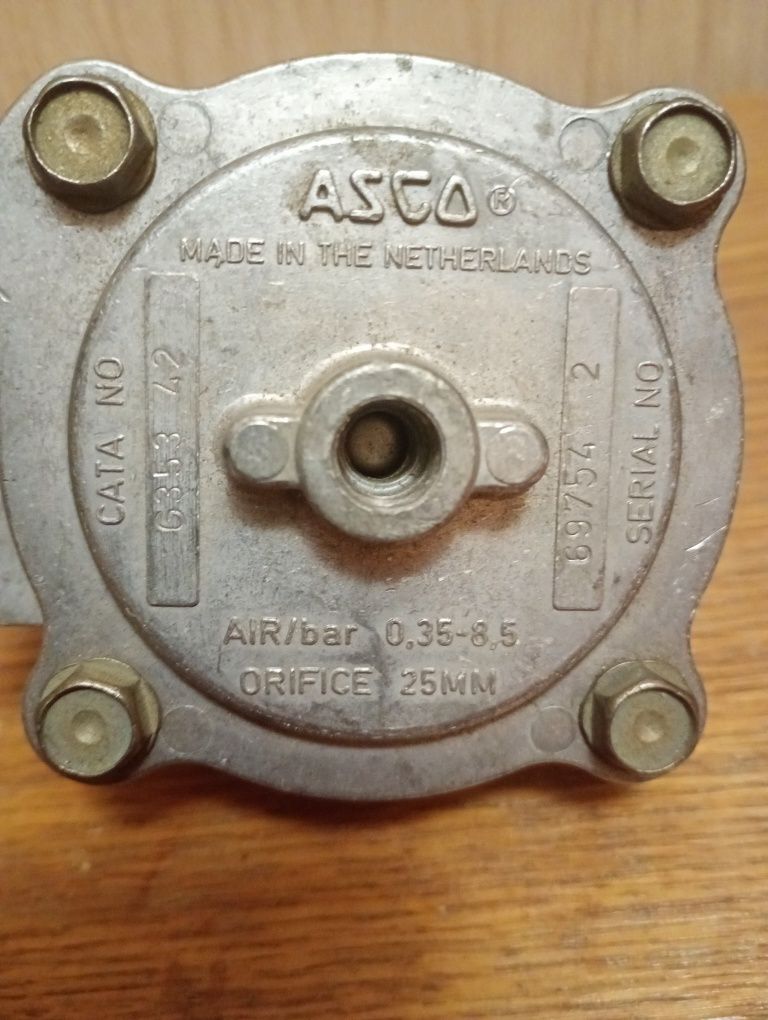 ASCO®
MADE IN THE NETHERLANDS
CATA NO
G353 42
69754 2
SERIAL NO
AIR/bar 0,35-8,5
ORIFICE 25MM